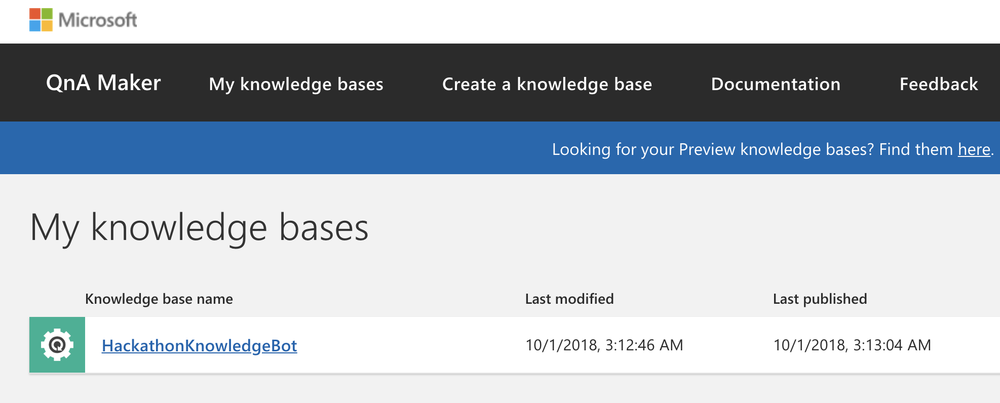 Microsoft
QnA Maker My knowledge bases Create a knowledge base Documentation Feedback
Looking for your Preview knowledge bases? Find them here.
My knowledge bases
Knowledge base name Last modified Last published
HackathonKnowledgeBot 10/1/2018, 3:12:46 AM 10/1/2018, 3:13:04 AM